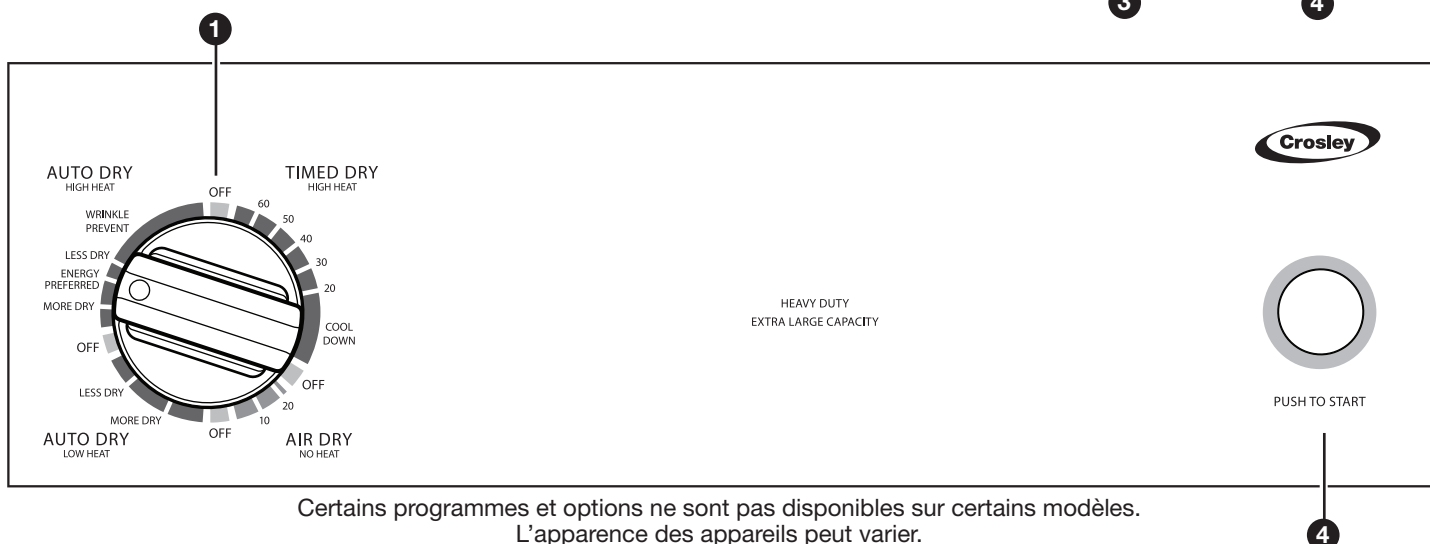 3 4
1
Crosley
AUTO DRY
HIGH HEAT
TIMED DRY
HIGH HEAT
OFF
60
50
40
30
20
COOL
DOWN
OFF
20
10
AIR DRY
NO HEAT
OFF
WRINKLE
PREVENT
LESS DRY
ENERGY
PREFERRED
MORE DRY
OFF
LESS DRY
MORE DRY
AUTO DRY
LOW HEAT
HEAVY DUTY
EXTRA LARGE CAPACITY
PUSH TO START
4
Certains programmes et options ne sont pas disponibles sur certains modèles.
L’apparence des appareils peut varier.